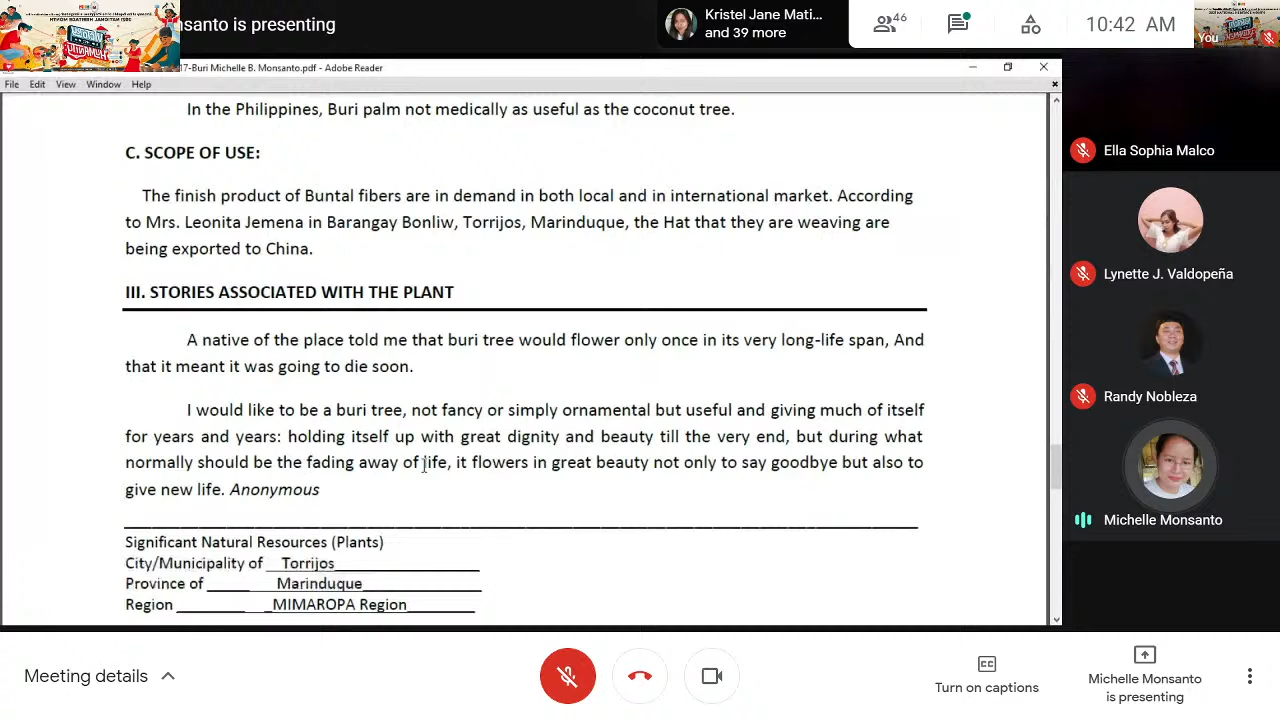 nsanto is presenting
Kristel Jane Mati...
and 39 more
46
10:42 AM
You
17-Buri Michelle B. Monsanto.pdf - Adobe Reader
File Edit View Window Help
In the Philippines, Buri palm not medically as useful as the coconut tree.
C. SCOPE OF USE:
The finish product of Buntal fibers are in demand in both local and in international market. According
to Mrs. Leonita Jemena in Barangay Bonliw, Torrijos, Marinduque, the Hat that they are weaving are
being exported to China.
III. STORIES ASSOCIATED WITH THE PLANT
A native of the place told me that buri tree would flower only once in its very long-life span, And
that it meant it was going to die soon.
I would like to be a buri tree, not fancy or simply ornamental but useful and giving much of itself
for years and years: holding itself up with great dignity and beauty till the very end, but during what
normally should be the fading away of life, it flowers in great beauty not only to say goodbye but also to
give new life. Anonymous
Significant Natural Resources (Plants)
City/Municipality of __Torrijos
Province of _____ Marinduque
Region ________ _MIMAROPA Region
Ella Sophia Malco
Lynette J. Valdopeña
Randy Nobleza
Michelle Monsanto
Meeting details
Turn on captions
Michelle Monsanto
is presenting